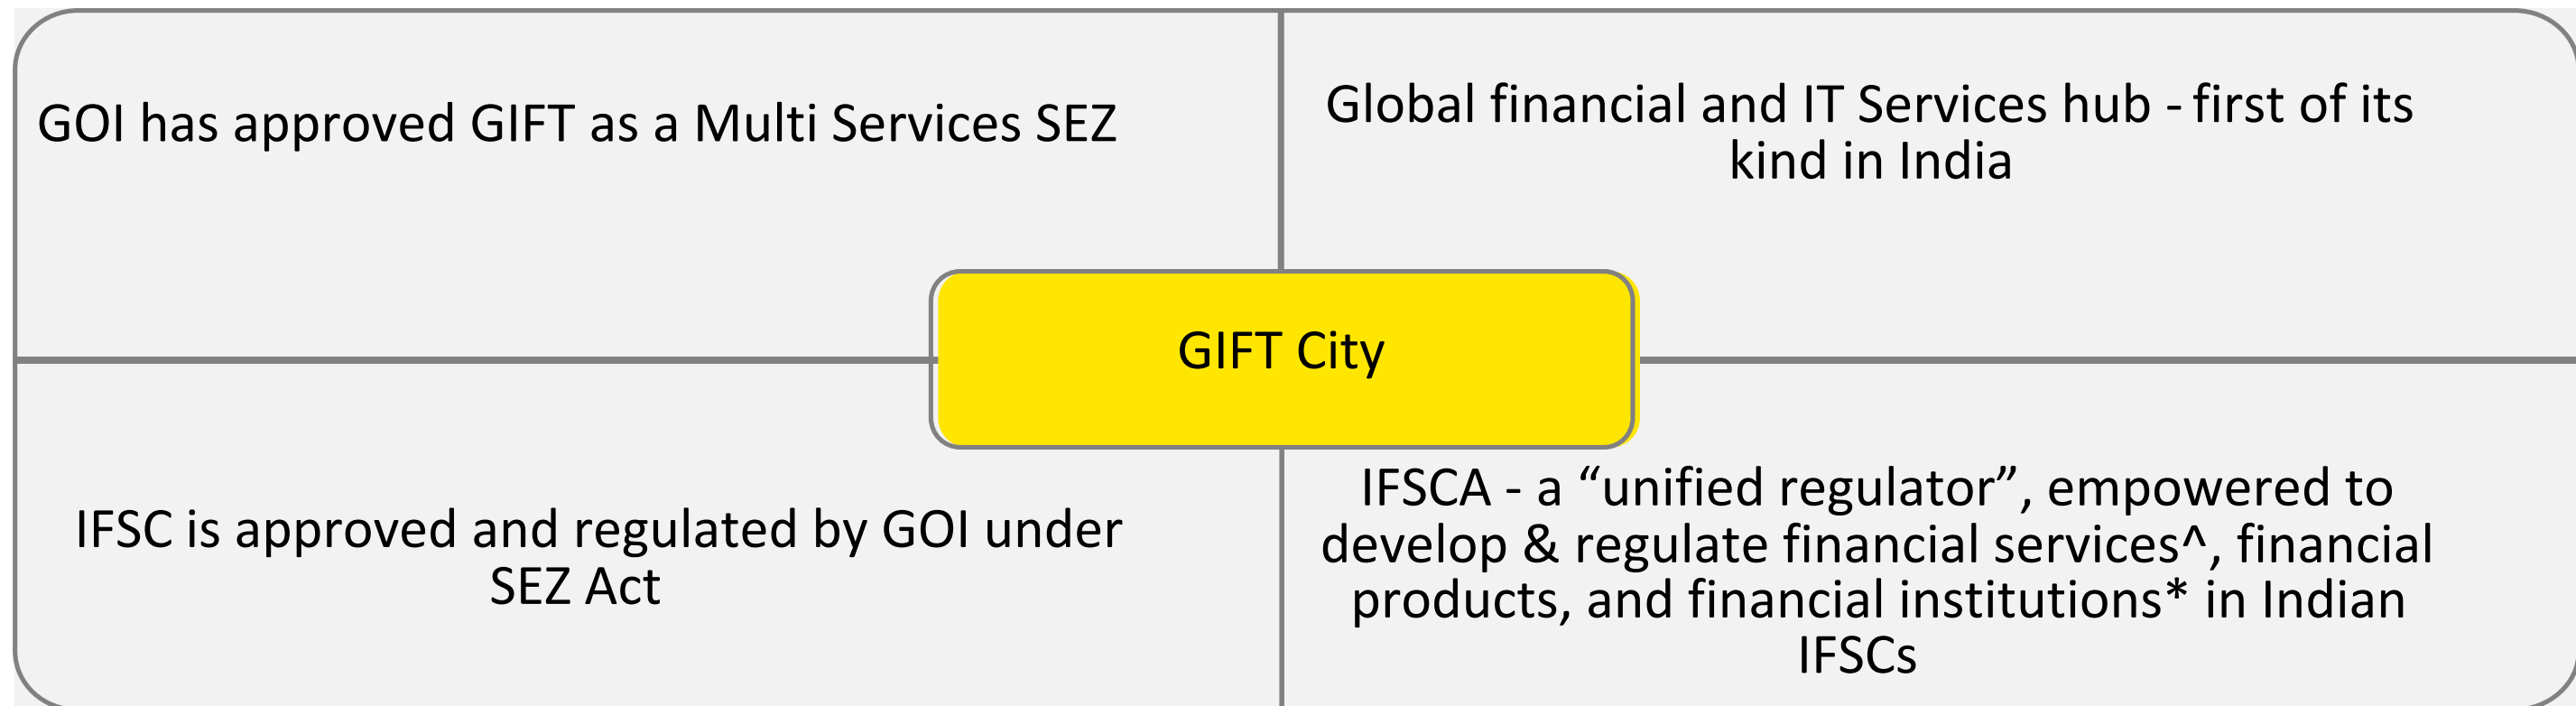 GOI has approved GIFT as a Multi Services SEZ
Global financial and IT Services hub - first of its
kind in India
GIFT City
IFSC is approved and regulated by GOI under
SEZ Act
IFSCA - a “unified regulator”, empowered to
develop & regulate financial services^, financial
products, and financial institutions* in Indian
IFSCs